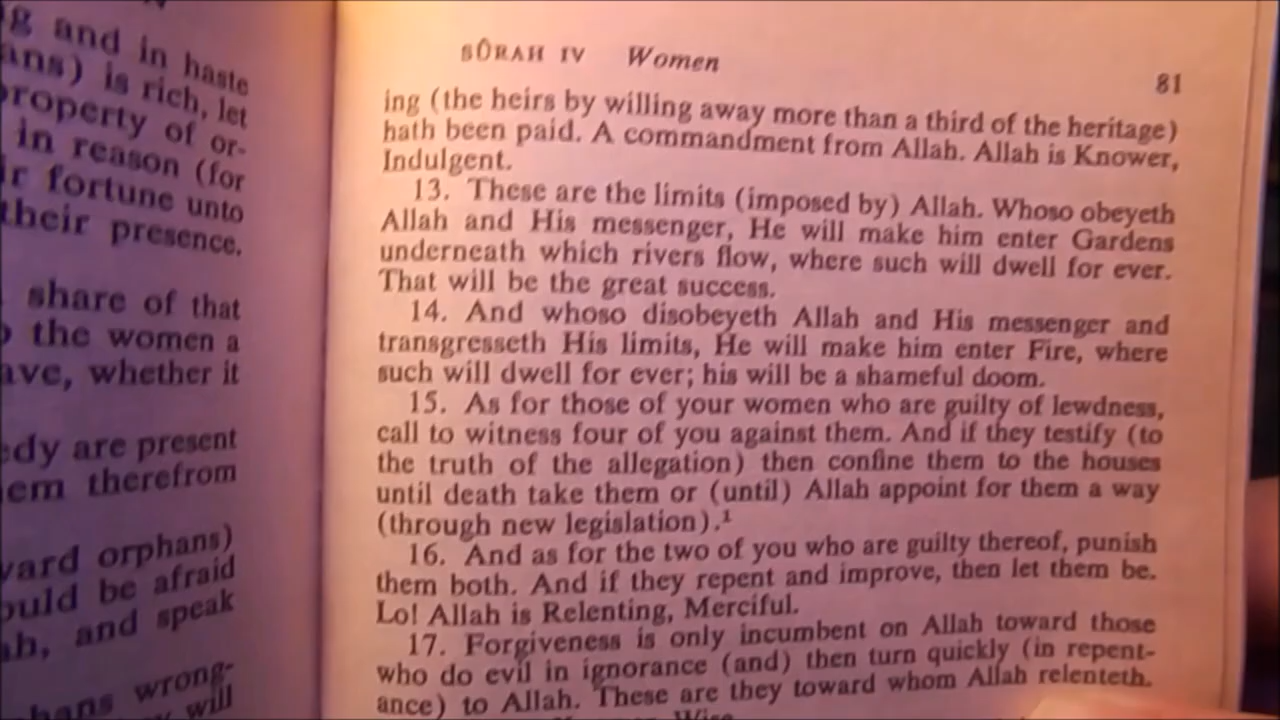 g and in haste
ans) is rich, let
property of or-
in reason (for
ir fortune unto
their presence.
share of that
the women a
ave, whether it
edy are present
em therefrom
ward orphans)
ould be afraid
ah, and speak
phans wrong-
will
SÛRAH IV Women 81
ing (the heirs by willing away more than a third of the heritage)
hath been paid. A commandment from Allah. Allah is Knower,
Indulgent.
13. These are the limits (imposed by) Allah. Whoso obeyeth
Allah and His messenger, He will make him enter Gardens
underneath which rivers flow, where such will dwell for ever.
That will be the great success.
14. And whoso disobeyeth Allah and His messenger and
transgresseth His limits, He will make him enter Fire, where
such will dwell for ever; his will be a shameful doom.
15. As for those of your women who are guilty of lewdness,
call to witness four of you against them. And if they testify (to
the truth of the allegation) then confine them to the houses
until death take them or (until) Allah appoint for them a way
(through new legislation).¹
16. And as for the two of you who are guilty thereof, punish
them both. And if they repent and improve, then let them be.
Lo! Allah is Relenting, Merciful.
17. Forgiveness is only incumbent on Allah toward those
who do evil in ignorance (and) then turn quickly (in repent-
ance) to Allah. These are they toward whom Allah relenteth.
Wise